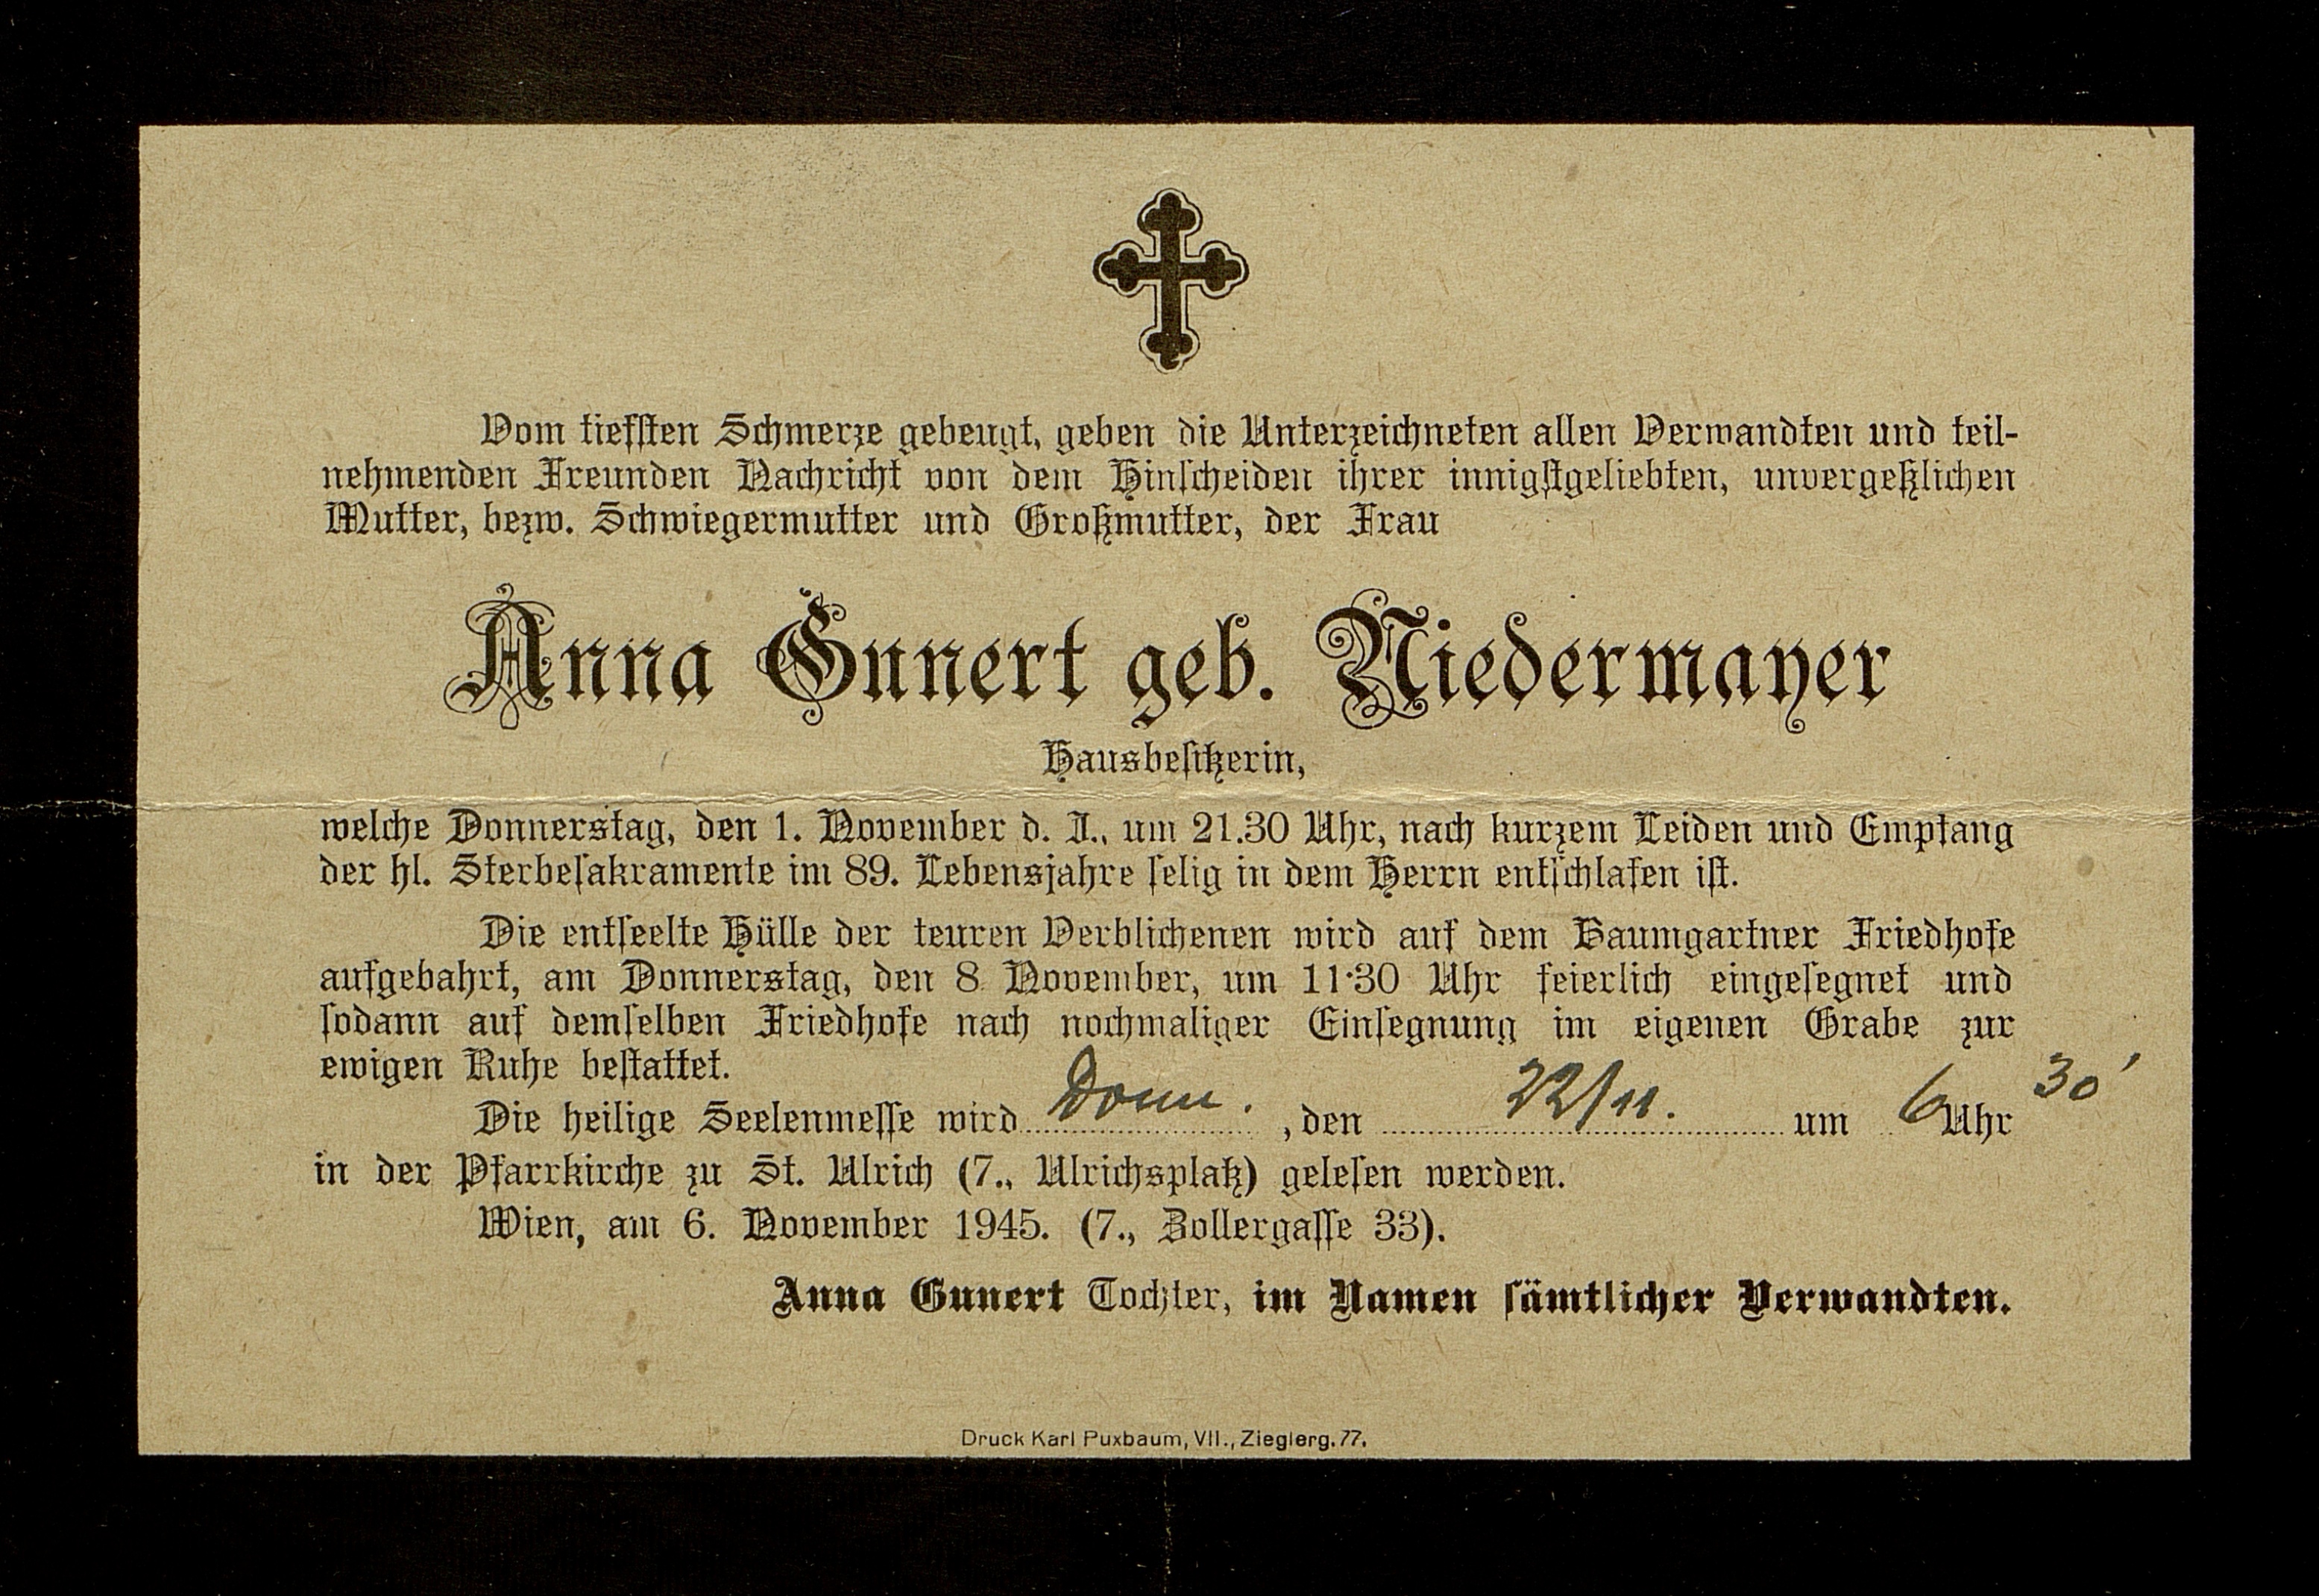 Vom tiefsten Schmerze gebeugt, geben die Unterzeichneten allen Verwandten und teil-
nehmenden Freunden Nachricht von dem Hinscheiden ihrer innigstgeliebten, unvergeßlichen
Mutter, bezw. Schwiegermutter und Großmutter, der Frau
Anna Gunert geb. Niedermayer
Hausbesitzerin,
welche Donnerstag, den 1. November d. J., um 21.30 Uhr, nach kurzem Leiden und Empfang
der hl. Sterbesakramente im 89. Lebensjahre selig in dem Herrn entschlafen ist.
Die entseelte Hülle der teuren Verblichenen wird auf dem Baumgartner Friedhofe
aufgebahrt, am Donnerstag, den 8. November, um 11·30 Uhr feierlich eingesegnet und
sodann auf demselben Friedhofe nach nochmaliger Einsegnung im eigenen Grabe zur
ewigen Ruhe bestattet.
Die heilige Seelenmesse wird Donn. , den 22/11. um 6 Uhr 30'
in der Pfarrkirche zu St. Ulrich (7., Ulrichsplatz) gelesen werden.
Wien, am 6. November 1945. (7., Zollergasse 33).
Anna Gunert Tochter, im Namen sämtlicher Verwandten.
Druck Karl Puxbaum, VII., Zieglerg. 77.